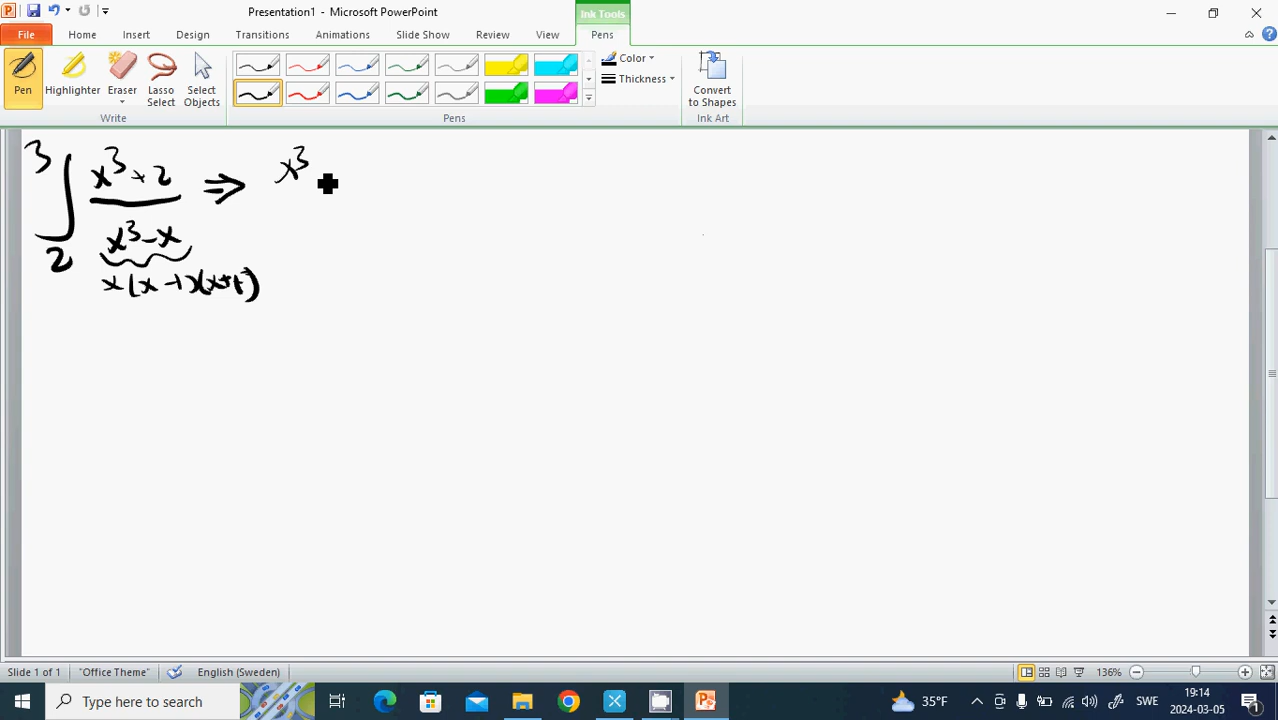 Presentation1 - Microsoft PowerPoint
Ink Tools
File Home Insert Design Transitions Animations Slide Show Review View Pens
Pen Highlighter Eraser Lasso Select Select Objects
Color Thickness
Convert to Shapes
Write Pens Ink Art
3
∫ x³ + 2 ⇒ x³
x³ - x
2
x(x-1)(x+1)
Slide 1 of 1 "Office Theme" English (Sweden) 136%
Type here to search 35°F SWE 19:14
2024-03-05 1